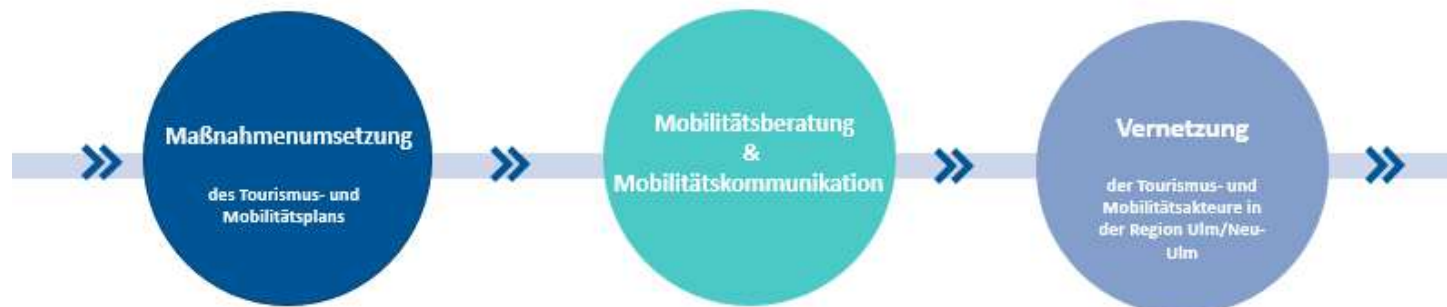 Maßnahmenumsetzung
des Tourismus- und
Mobilitätsplans
Mobilitätsberatung
&
Mobilitätskommunikation
Vernetzung
der Tourismus- und
Mobilitätsakteure in
der Region Ulm/Neu-
Ulm